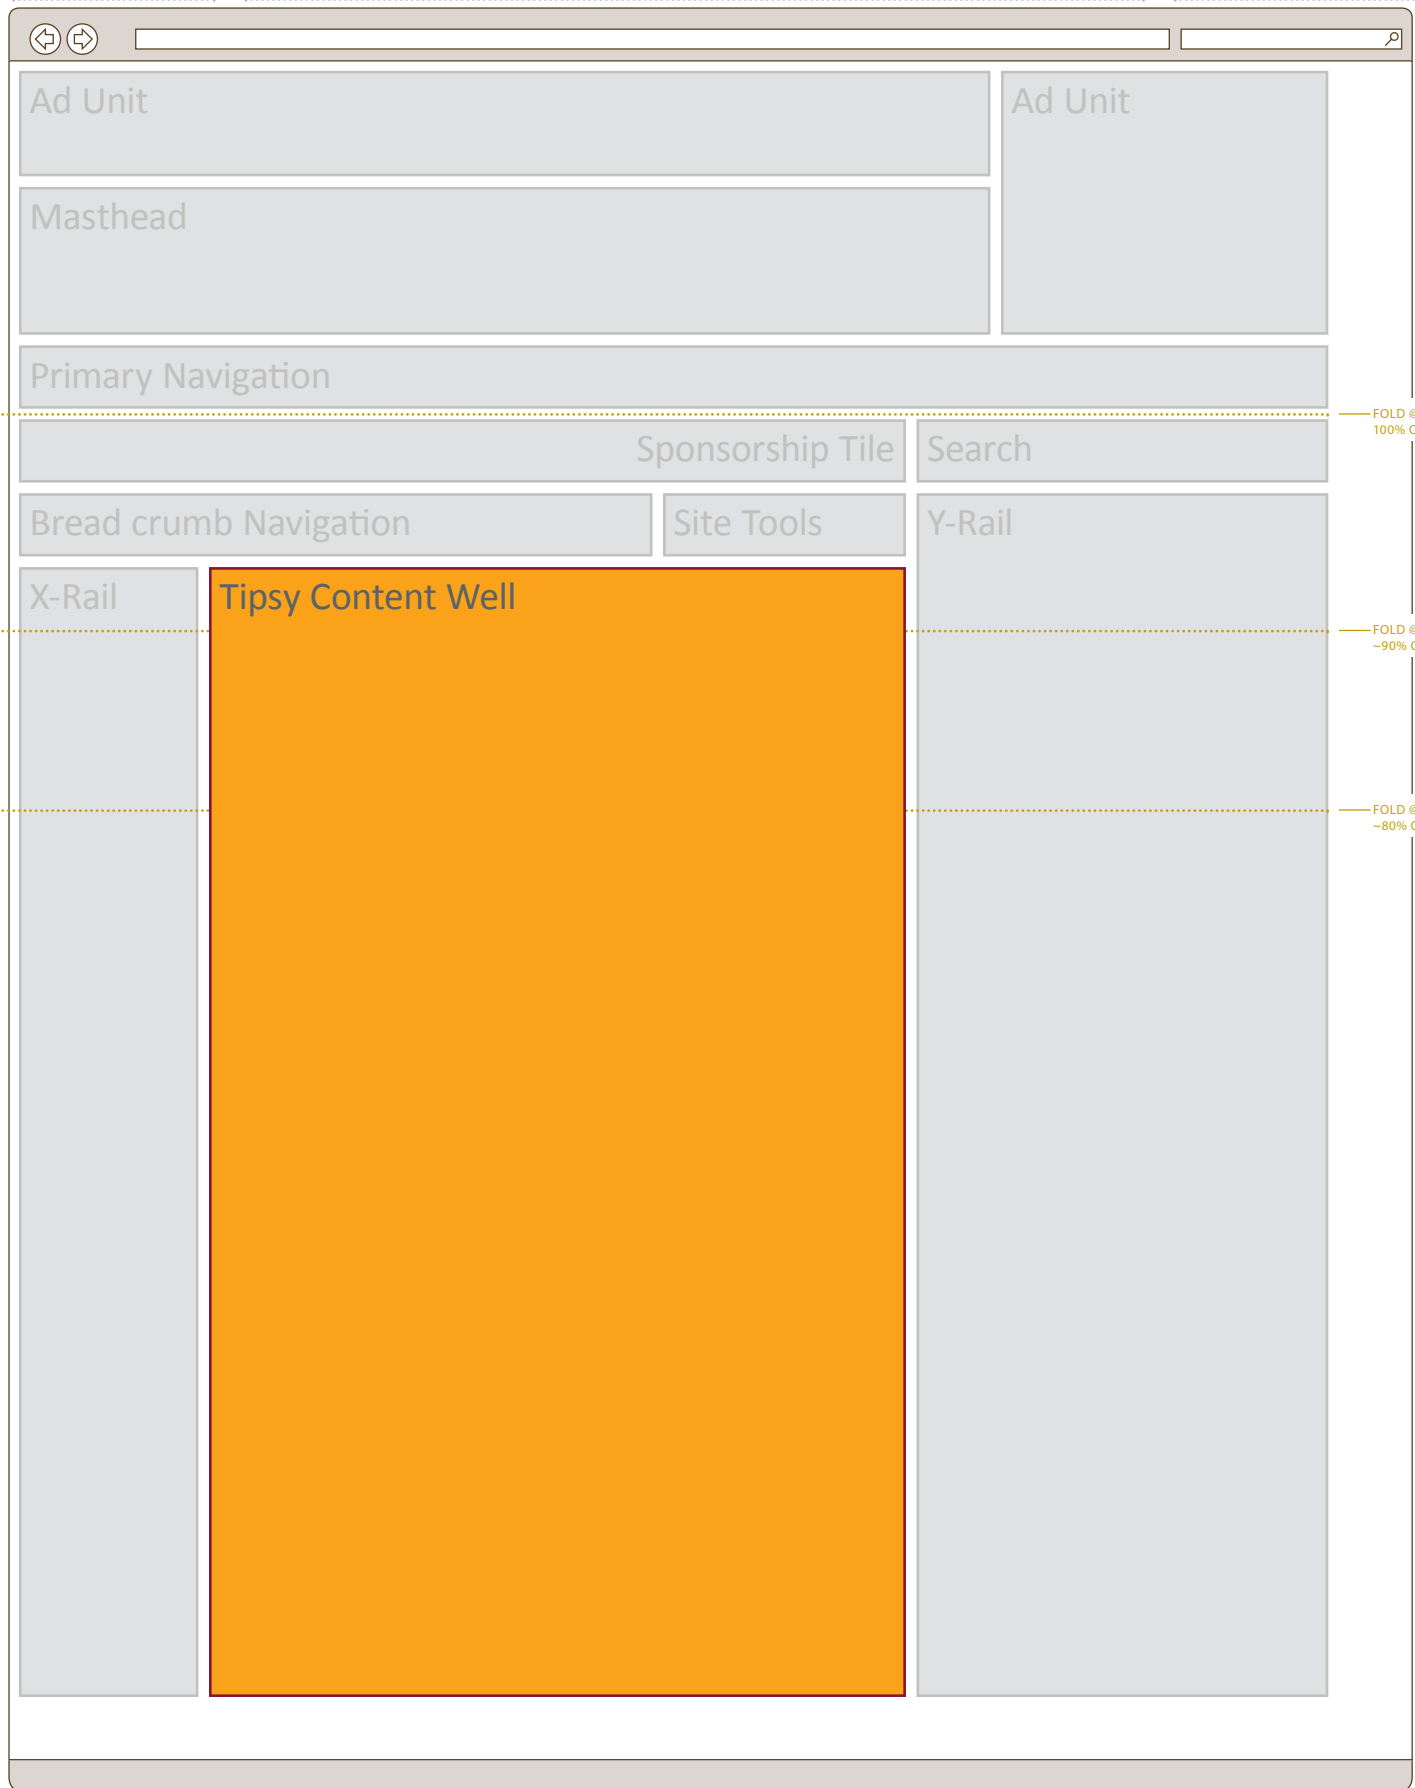 Ad Unit
Ad Unit
Masthead
Primary Navigation
FOLD @
100%
Sponsorship Tile
Search
Bread crumb Navigation
Site Tools
Y-Rail
X-Rail
Tipsy Content Well
FOLD @
~90%
FOLD @
~80%